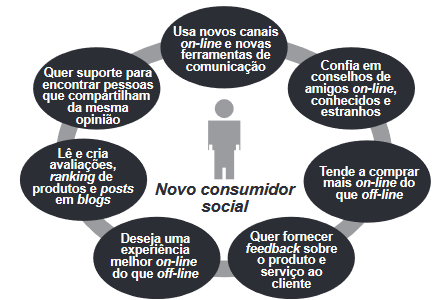 Usa novos canais
on-line e novas
ferramentas de
comunicação
Confia em
conselhos de
amigos on-line,
conhecidos e
estranhos
Tende a comprar
mais on-line do
que off-line
Quer fornecer
feedback sobre
o produto e
serviço ao
cliente
Deseja uma
experiência
melhor on-line
do que off-line
Lê e cria
avaliações,
ranking de
produtos e posts
em blogs
Quer suporte para
encontrar pessoas
que compartilham
da mesma
opinião
Novo consumidor
social